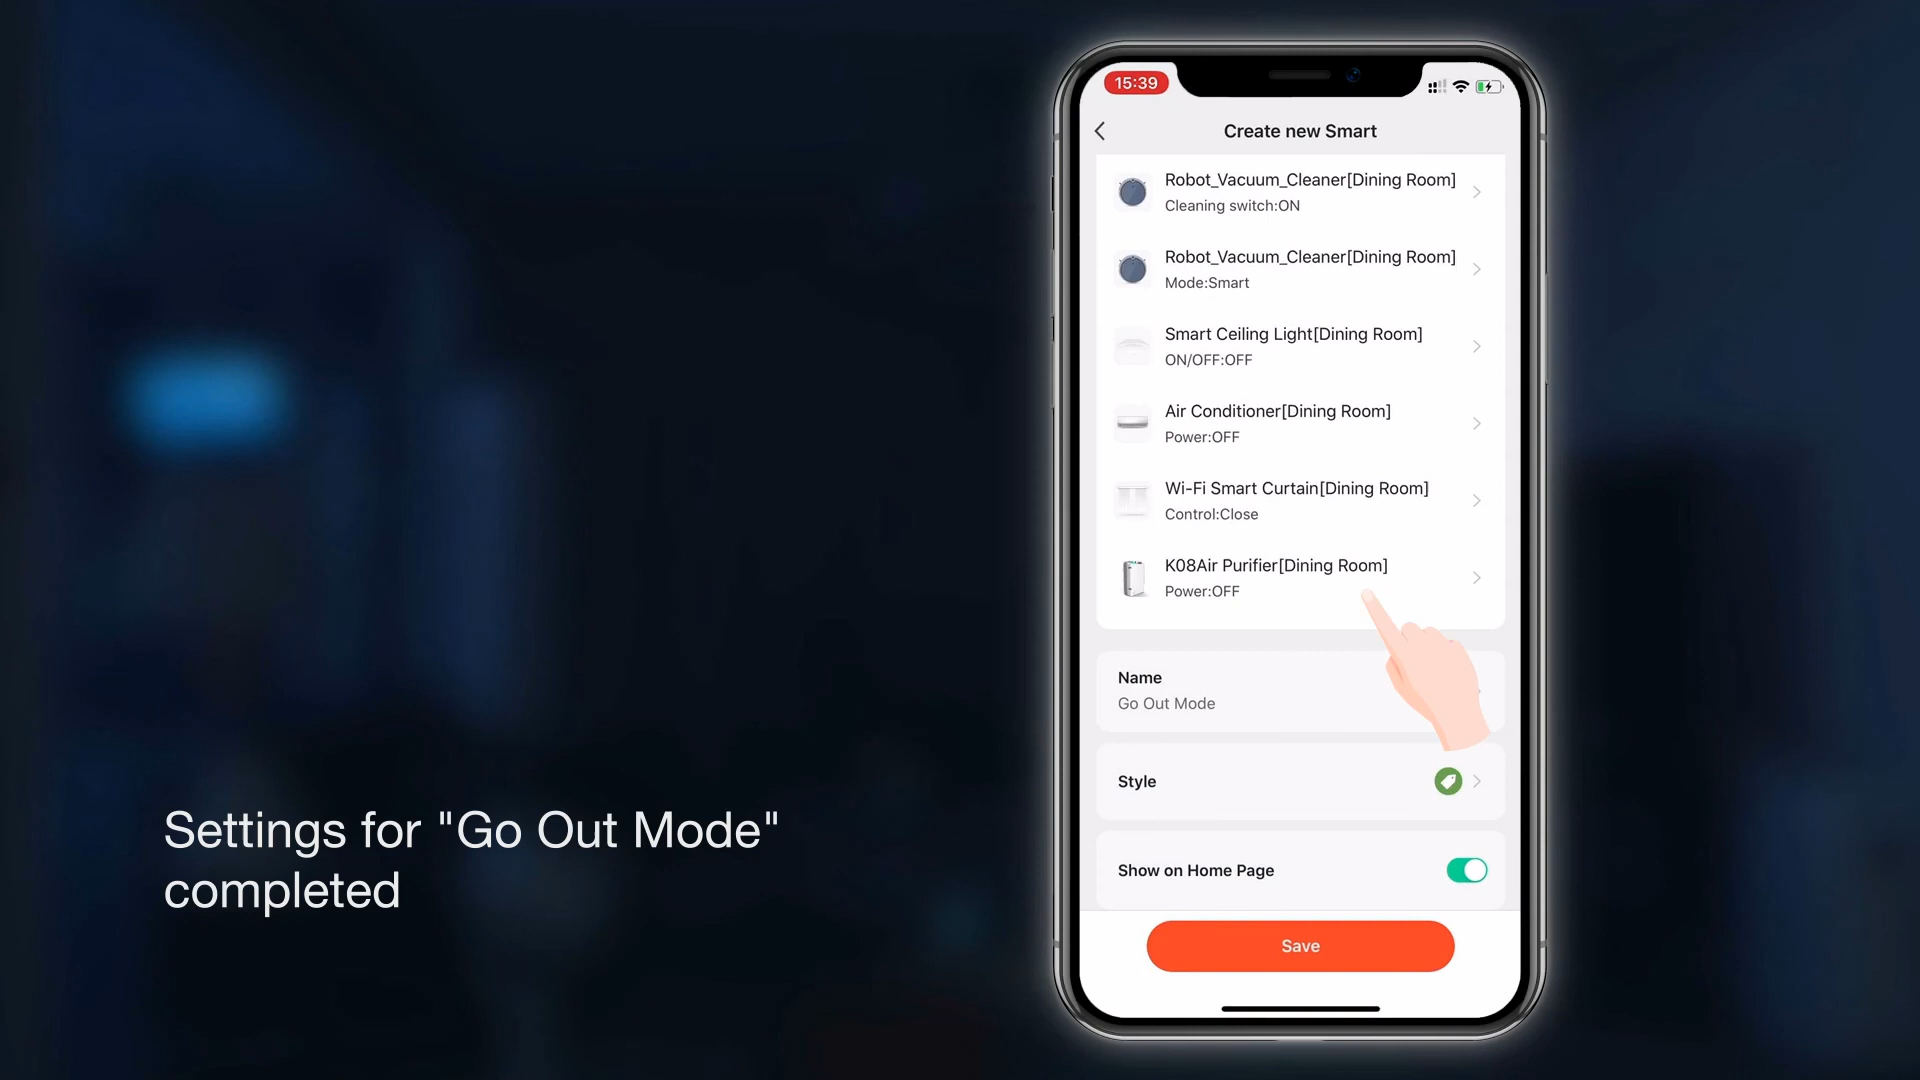 15:39
Create new Smart
Robot_Vacuum_Cleaner[Dining Room]
Cleaning switch:ON
Robot_Vacuum_Cleaner[Dining Room]
Mode:Smart
Smart Ceiling Light[Dining Room]
ON/OFF:OFF
Air Conditioner[Dining Room]
Power:OFF
Wi-Fi Smart Curtain[Dining Room]
Control:Close
K08Air Purifier[Dining Room]
Power:OFF
Name
Go Out Mode
Style
Show on Home Page
Save
Settings for "Go Out Mode"
completed